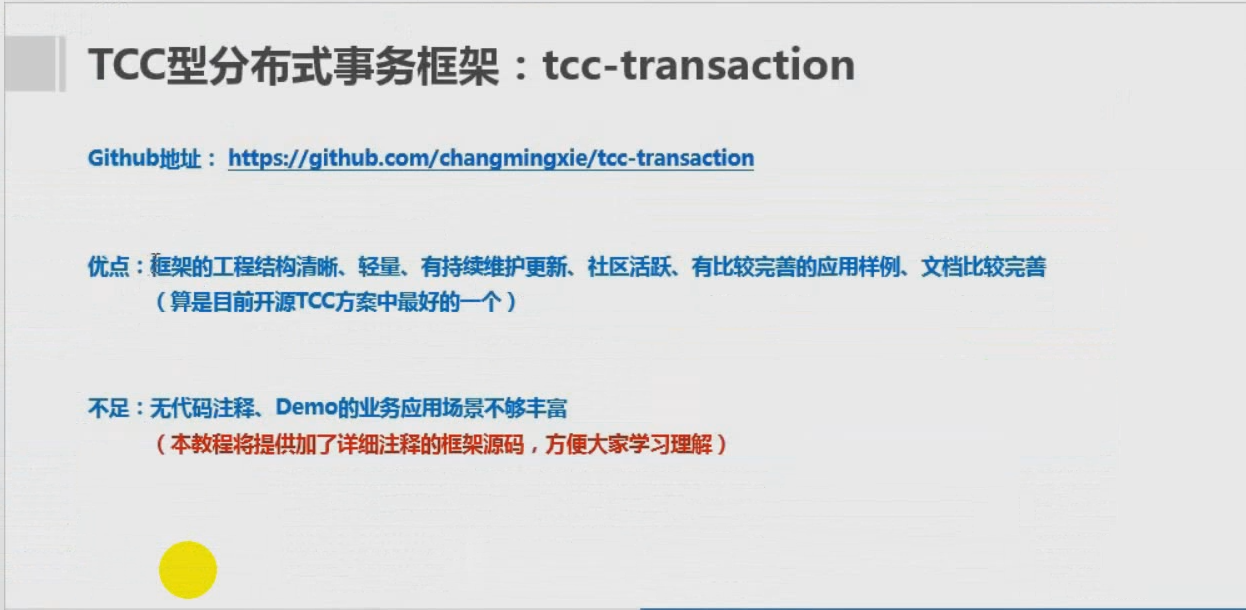 TCC型分布式事务框架：tcc-transaction
Github地址： https://github.com/changmingxie/tcc-transaction
优点：框架的工程结构清晰、轻量、有持续维护更新、社区活跃、有比较完善的应用样例、文档比较完善
（算是目前开源TCC方案中最好的一个）
不足：无代码注释、Demo的业务应用场景不够丰富
（本教程将提供加了详细注释的框架源码，方便大家学习理解）